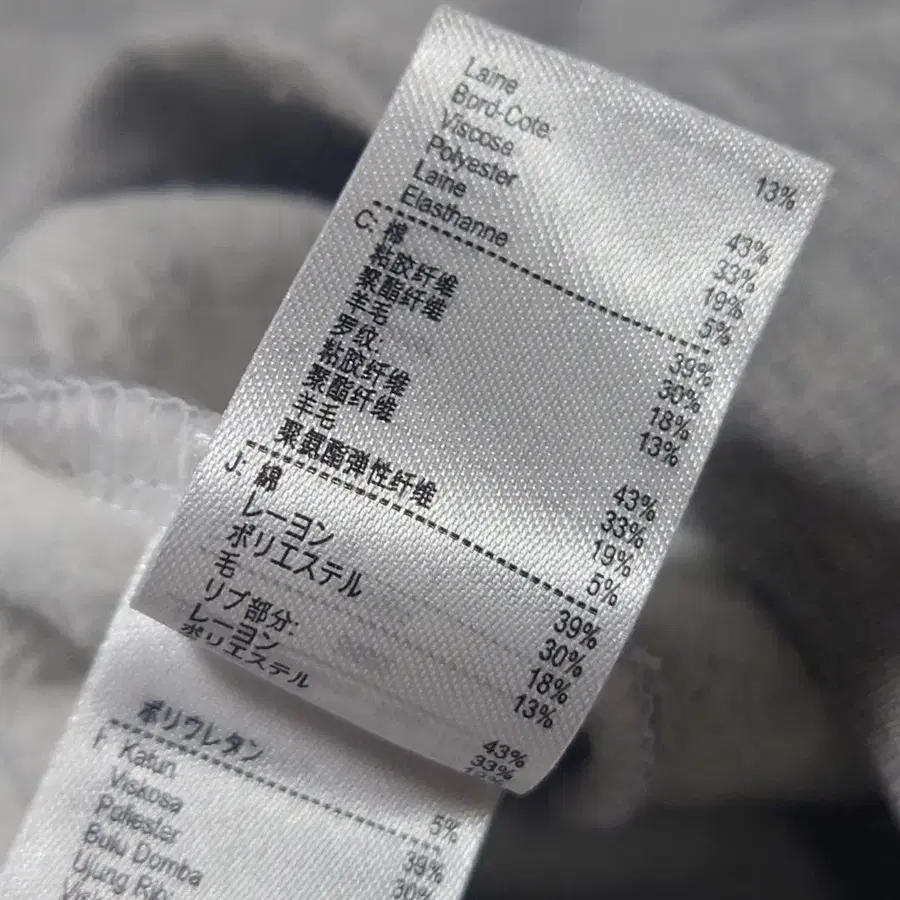 Laine 13%
Bord-Cote:
Viscose 43%
Polyester 33%
Laine 19%
Elasthanne 5%
C: 棉 39%
粘胶纤维 30%
聚酯纤维 18%
羊毛 13%
罗纹:
粘胶纤维 43%
聚酯纤维 33%
羊毛 19%
聚氨酯弹性纤维 5%
J: 綿 39%
レーヨン 30%
ポリエステル 18%
毛 13%
リブ部分:
レーヨン 43%
ポリエステル 33%
ポリウレタン 5%
Katun 39%
Viskosa 30%
Poliester
Bulu Domba
Ujung Rib